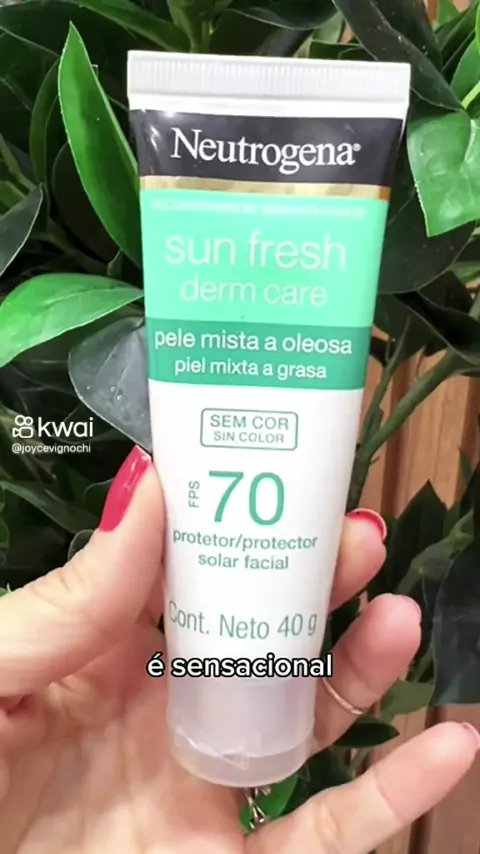 Neutrogena®
sun fresh
derm care
pele mista a oleosa
piel mixta a grasa
SEM COR
SIN COLOR
FPS 70
protetor/protector
solar facial
Cont. Neto 40 g
é sensacional
kwai
@joycevignochi